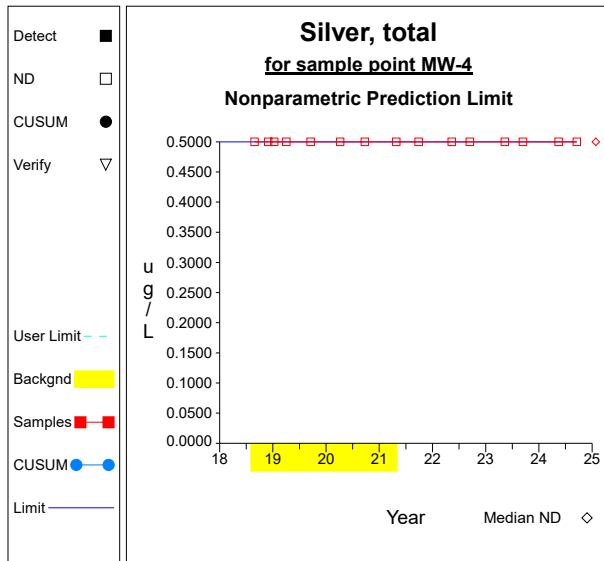 Detect
ND
CUSUM
Verify
User Limit
Backgnd
Samples
CUSUM
Limit
Silver, total
for sample point MW-4
Nonparametric Prediction Limit
0.5000
0.4500
0.4000
0.3500
0.3000
0.2500
0.2000
0.1500
0.1000
0.0500
0.0000
ug/L
18 19 20 21 22 23 24 25
Year
Median ND